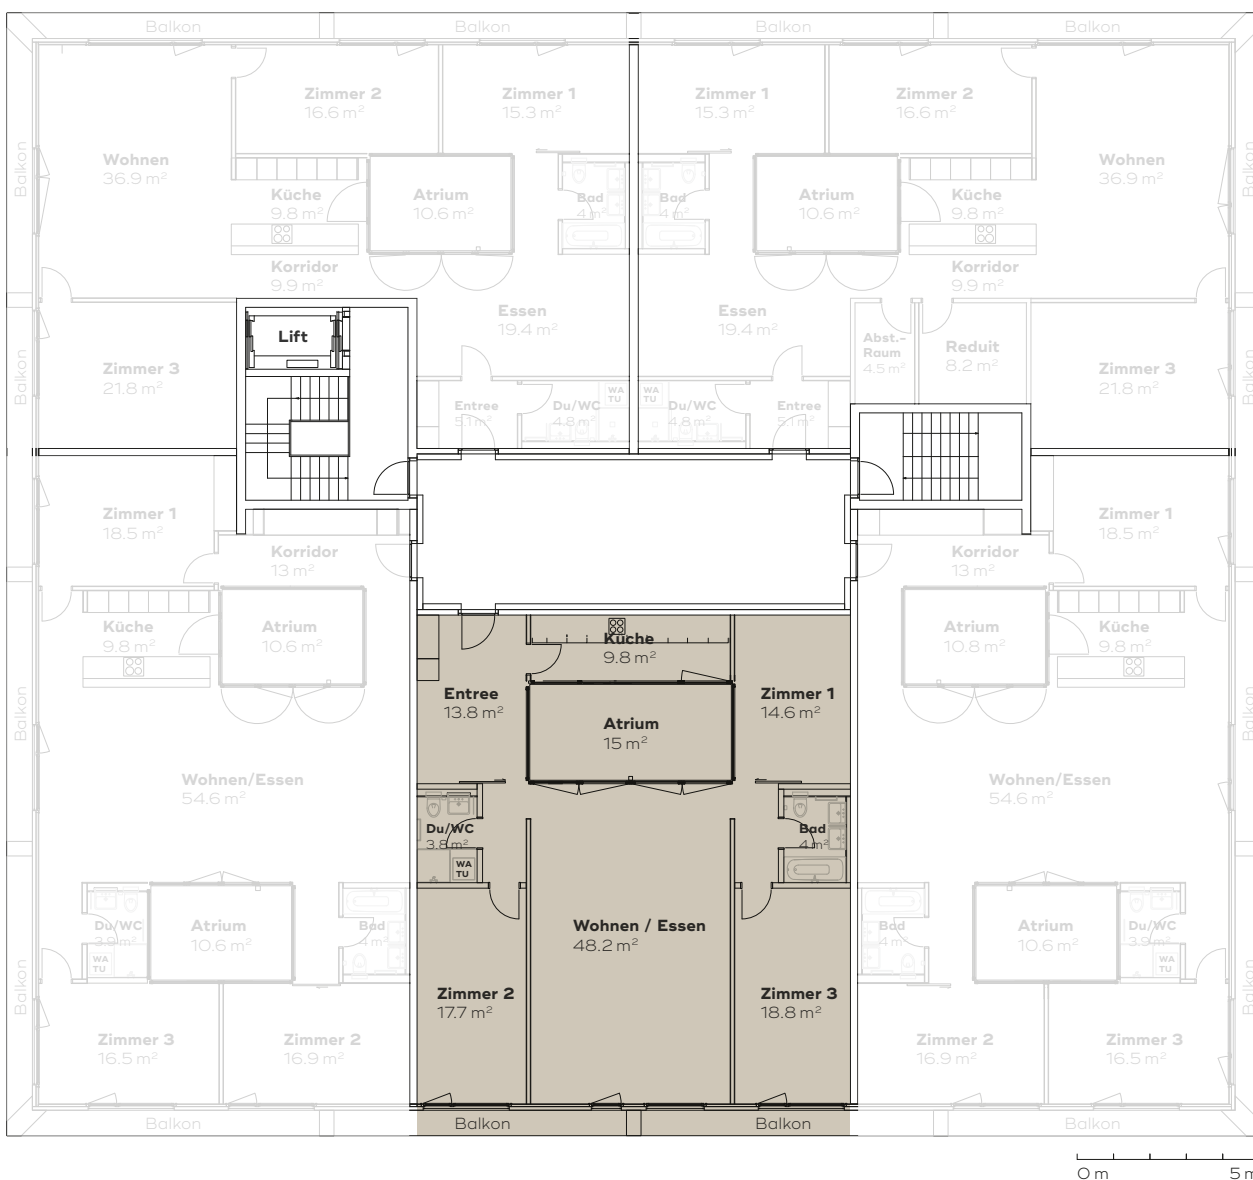 Balkon
Balkon
Balkon
Balkon
Zimmer 2
16.6 m²
Zimmer 1
15.3 m²
Zimmer 1
15.3 m²
Zimmer 2
16.6 m²
Balkon
Wohnen
36.9 m²
Küche
9.8 m²
Atrium
10.6 m²
Bad
4 m²
Bad
4 m²
Atrium
10.6 m²
Küche
9.8 m²
Wohnen
36.9 m²
Balkon
Korridor
9.9 m²
Essen
19.4 m²
Essen
19.4 m²
Korridor
9.9 m²
Lift
Balkon
Zimmer 3
21.8 m²
Abst.-
Raum
4.5 m²
Reduit
8.2 m²
Zimmer 3
21.8 m²
Balkon
Entree
5.1 m²
Du/WC
4.8 m²
WA
TU
WA
TU
Du/WC
4.8 m²
Entree
5.1 m²
Zimmer 1
18.5 m²
Korridor
13 m²
Korridor
13 m²
Zimmer 1
18.5 m²
Küche
9.8 m²
Atrium
10.6 m²
Küche
9.8 m²
Atrium
10.8 m²
Küche
9.8 m²
Balkon
Entree
13.8 m²
Atrium
15 m²
Zimmer 1
14.6 m²
Balkon
Wohnen/Essen
54.6 m²
Wohnen/Essen
54.6 m²
Du/WC
3.8 m²
WA
TU
Bad
4 m²
Du/WC
3.9 m²
WA
TU
Atrium
10.6 m²
Bad
4 m²
Wohnen / Essen
48.2 m²
Bad
4 m²
Atrium
10.6 m²
Du/WC
3.9 m²
WA
TU
Balkon
Zimmer 2
17.7 m²
Zimmer 3
18.8 m²
Balkon
Zimmer 3
16.5 m²
Zimmer 2
16.9 m²
Zimmer 2
16.9 m²
Zimmer 3
16.5 m²
Balkon
Balkon
Balkon
Balkon
0 m
5 m